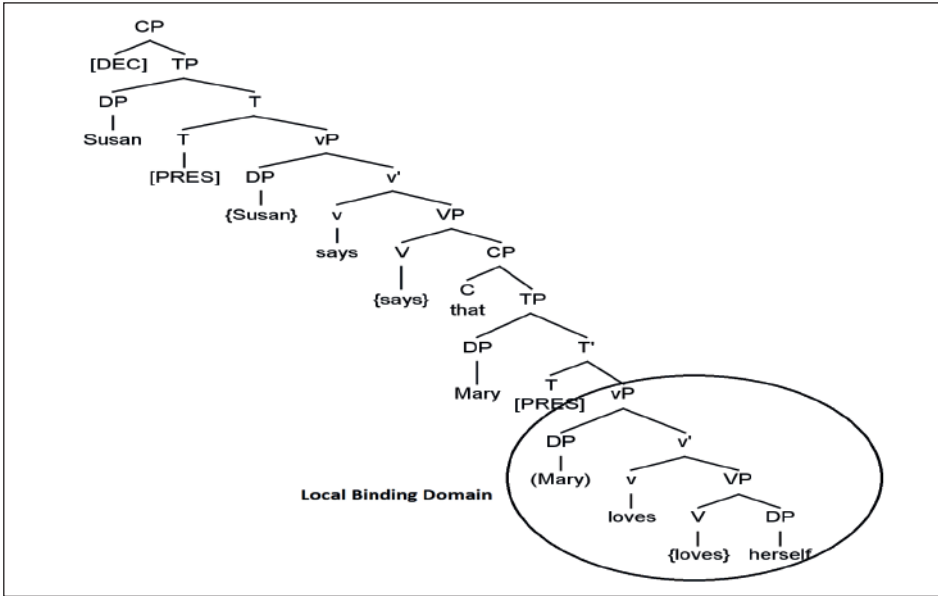 CP
[DEC] TP
DP T
Susan T vP
[PRES] DP v'
{Susan} v VP
says V CP
{says} C TP
that
DP T'
Mary T vP
[PRES]
DP v'
(Mary) v VP
Local Binding Domain
loves V DP
{loves} herself